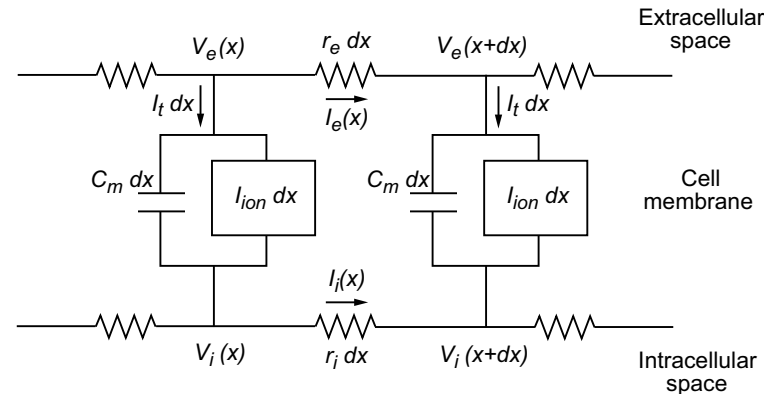 Extracellular
space
V_e(x)
r_e dx
V_e(x+dx)
I_t dx
I_e(x)
I_t dx
C_m dx
I_ion dx
C_m dx
I_ion dx
Cell
membrane
I_i(x)
V_i(x)
r_i dx
V_i(x+dx)
Intracellular
space